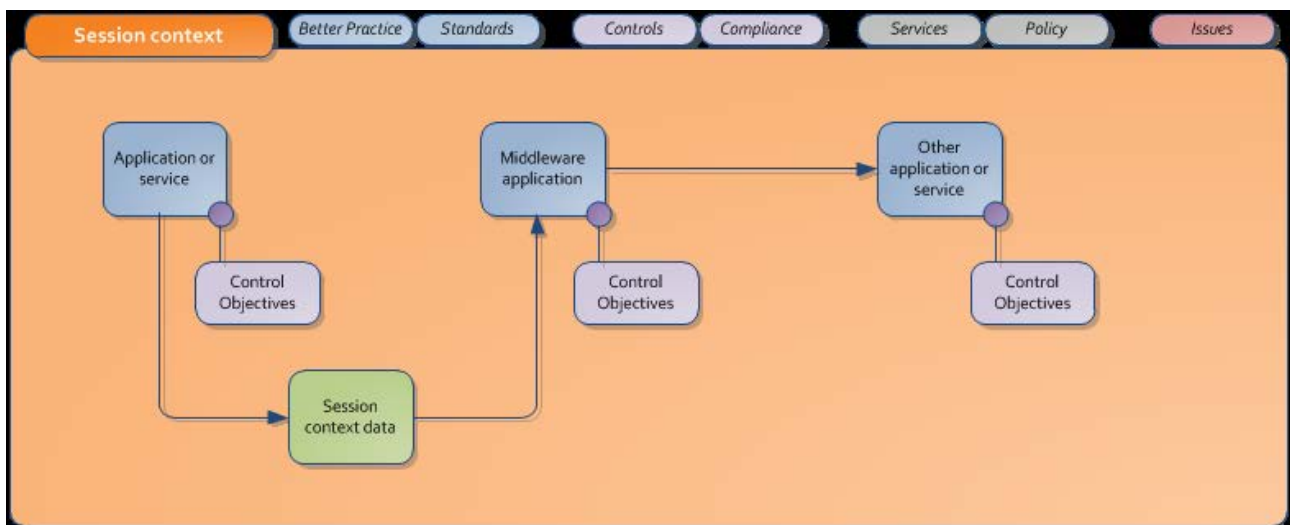 Session context
Better Practice
Standards
Controls
Compliance
Services
Policy
Issues
Application or
service
Middleware
application
Other
application or
service
Control
Objectives
Control
Objectives
Control
Objectives
Session
context data